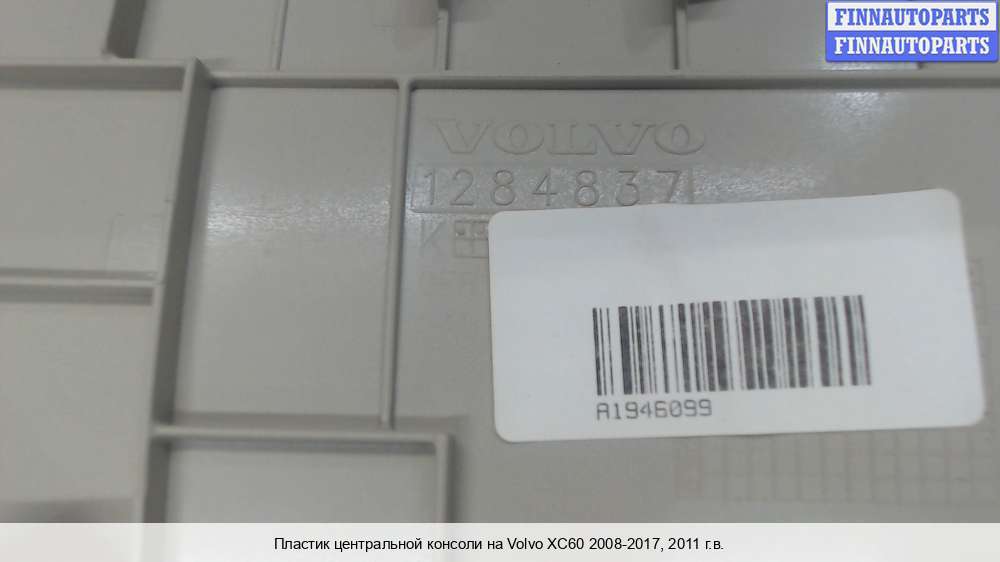 FINNAUTOPARTS
FINNAUTOPARTS
VOLVO
1284837
K
A1946099
Пластик центральной консоли на Volvo XC60 2008-2017, 2011 г.в.